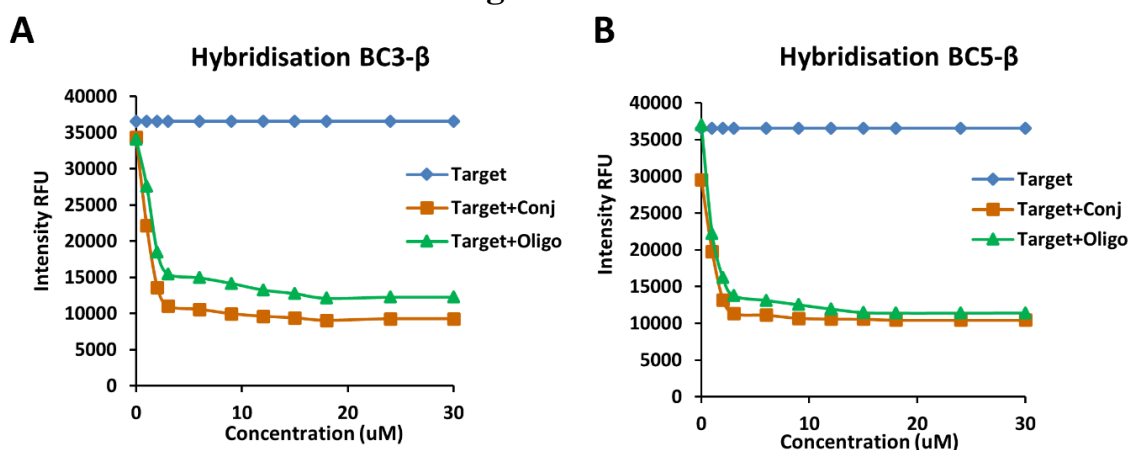 A
Hybridisation BC3-β
Intensity RFU
40000
35000
30000
25000
20000
15000
10000
5000
0
0 10 20 30
Concentration (uM)
Target
Target+Conj
Target+Oligo
B
Hybridisation BC5-β
Intensity RFU
40000
35000
30000
25000
20000
15000
10000
5000
0
0 10 20 30
Concentration (uM)
Target
Target+Conj
Target+Oligo